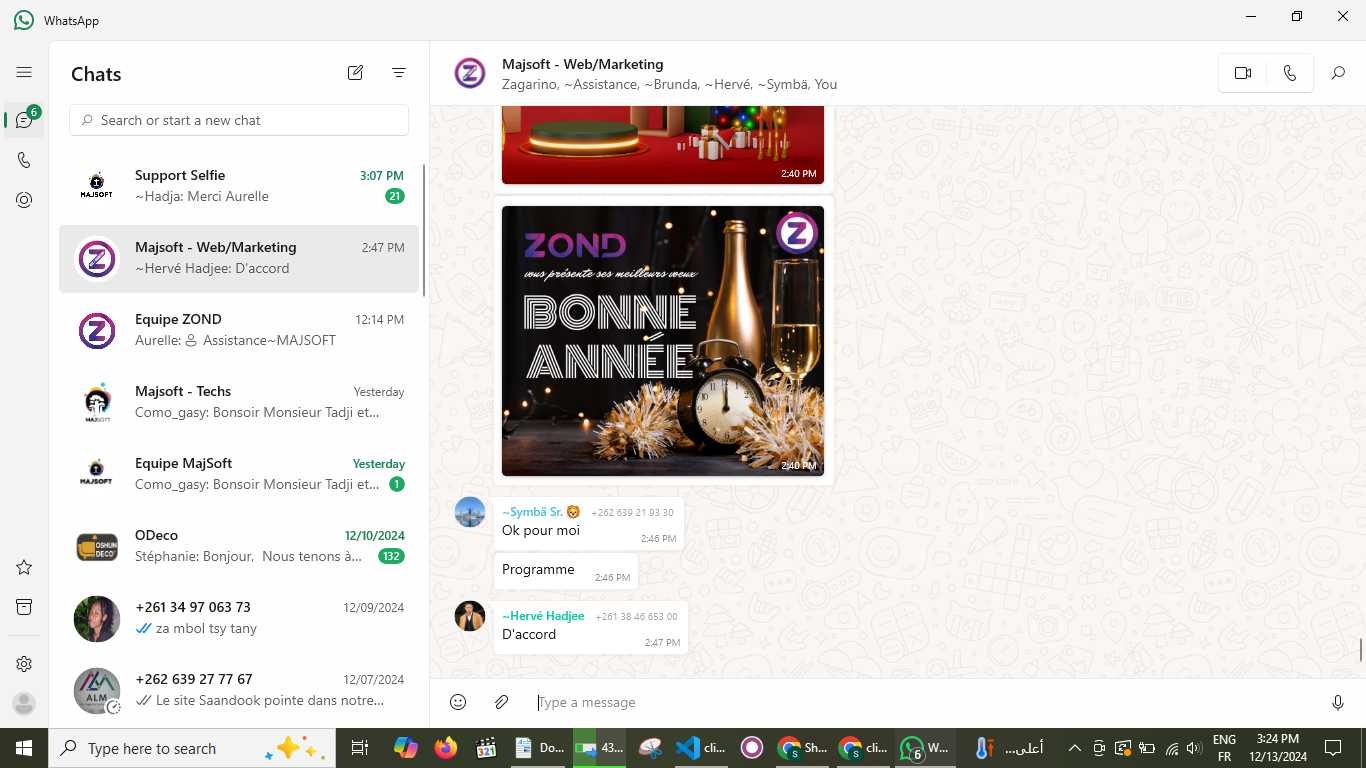 WhatsApp
6
Chats
Search or start a new chat
Support Selfie
3:07 PM
~Hadja: Merci Aurelle
21
MAJSOFT
Majsoft - Web/Marketing
2:47 PM
~Hervé Hadjee: D'accord
Equipe ZOND
12:14 PM
Aurelle: Assistance~MAJSOFT
Majsoft - Techs
Yesterday
Como_gasy: Bonsoir Monsieur Tadji et...
MAJSOFT
Equipe MajSoft
Yesterday
Como_gasy: Bonsoir Monsieur Tadji et...
1
MAJSOFT
ODeco
12/10/2024
Stéphanie: Bonjour, Nous tenons à...
132
OSHUN
DECO
+261 34 97 063 73
12/09/2024
za mbol tsy tany
+262 639 27 77 67
12/07/2024
Le site Saandook pointe dans notre...
ALM
Majsoft - Web/Marketing
Zagarino, ~Assistance, ~Brunda, ~Hervé, ~Symbä, You
2:40 PM
ZOND
vous présente ses meilleurs voeux
BONNE
ANNÉE
2:40 PM
~Symbä Sr. 🦁 +262 639 21 93 30
Ok pour moi
2:46 PM
Programme
2:46 PM
~Hervé Hadjee +261 38 46 653 00
D'accord
2:47 PM
Type a message
Type here to search
321
Do...
43...
cli...
Sh...
cli...
W...
6
أعلى...
ENG
FR
3:24 PM
12/13/2024